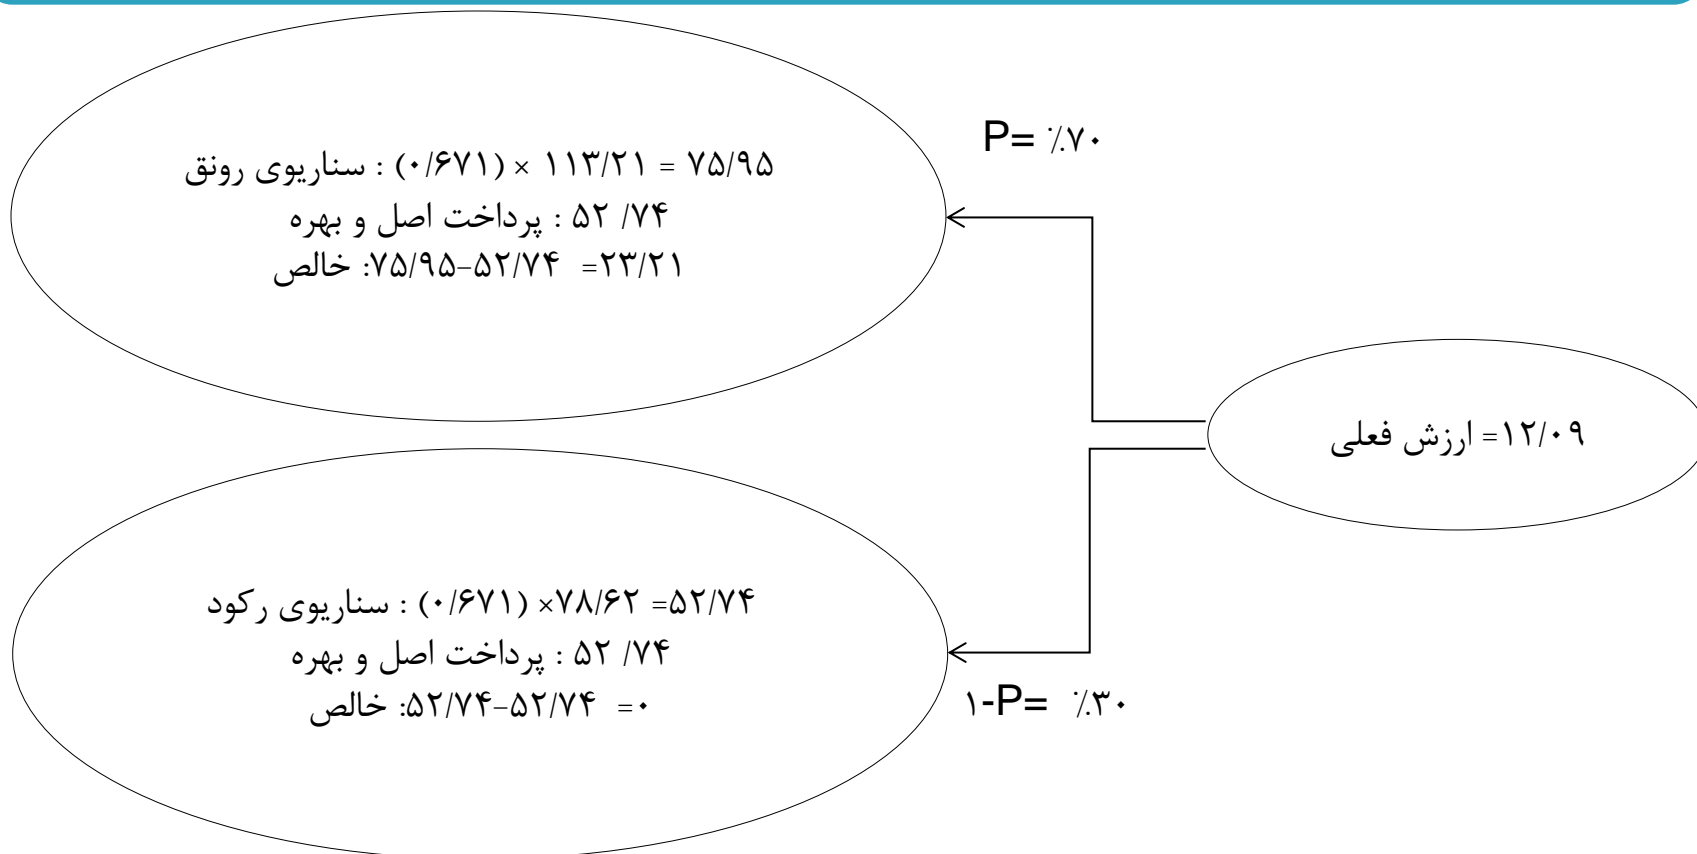 سناریوی رونق : (۰/۶۷۱) × ۱۱۳/۲۱ = ۷۵/۹۵
پرداخت اصل و بهره : ۵۲ /۷۴
خالص :۷۵/۹۵-۵۲/۷۴ =۲۳/۲۱
P= ٪۷۰
ارزش فعلی =۱۲/۰۹
سناریوی رکود : (۰/۶۷۱) ×۷۸/۶۲ =۵۲/۷۴
پرداخت اصل و بهره : ۵۲ /۷۴
خالص :۵۲/۷۴-۵۲/۷۴ =۰
۱-P= ٪۳۰